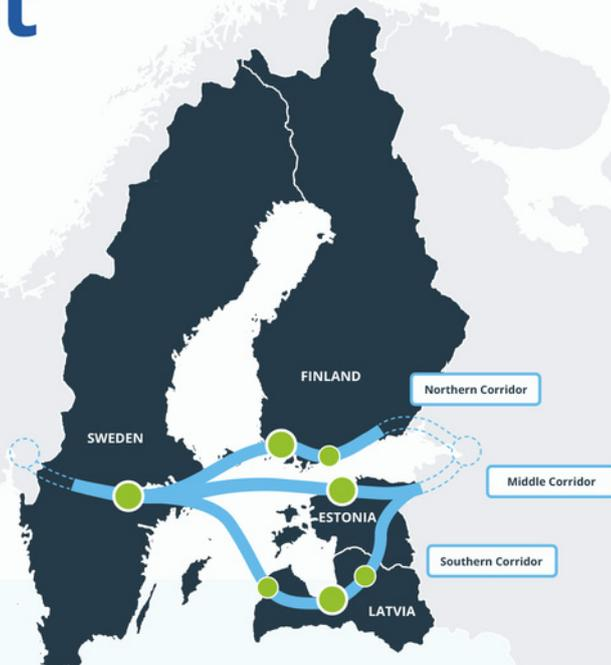 t
FINLAND
Northern Corridor
SWEDEN
Middle Corridor
ESTONIA
Southern Corridor
LATVIA